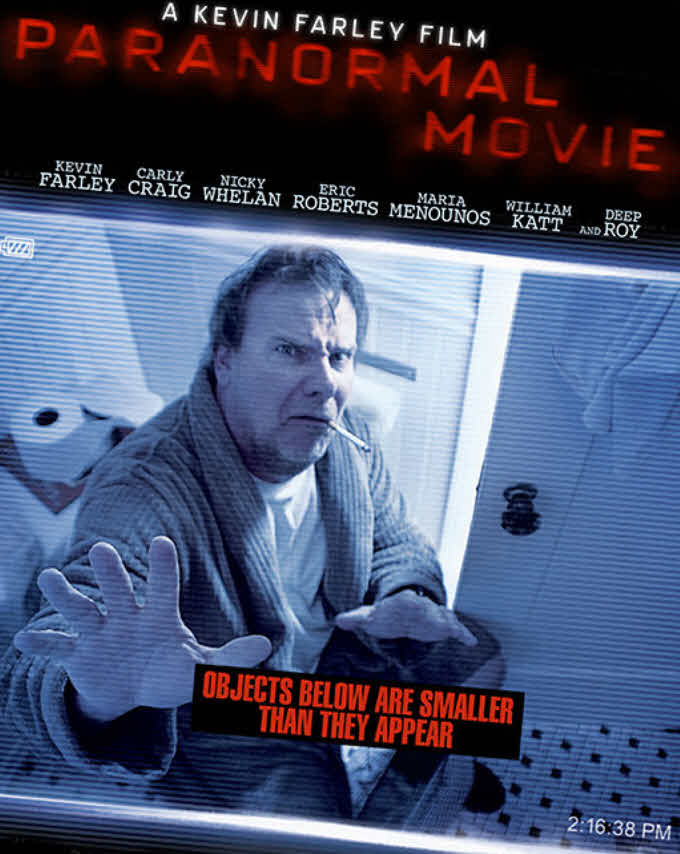 A KEVIN FARLEY FILM
PARANORMAL
MOVIE
KEVIN FARLEY CARLY CRAIG NICKY WHELAN ERIC ROBERTS MARIA MENOUNOS WILLIAM KATT AND DEEP ROY
OBJECTS BELOW ARE SMALLER
THAN THEY APPEAR
2:16:38 PM